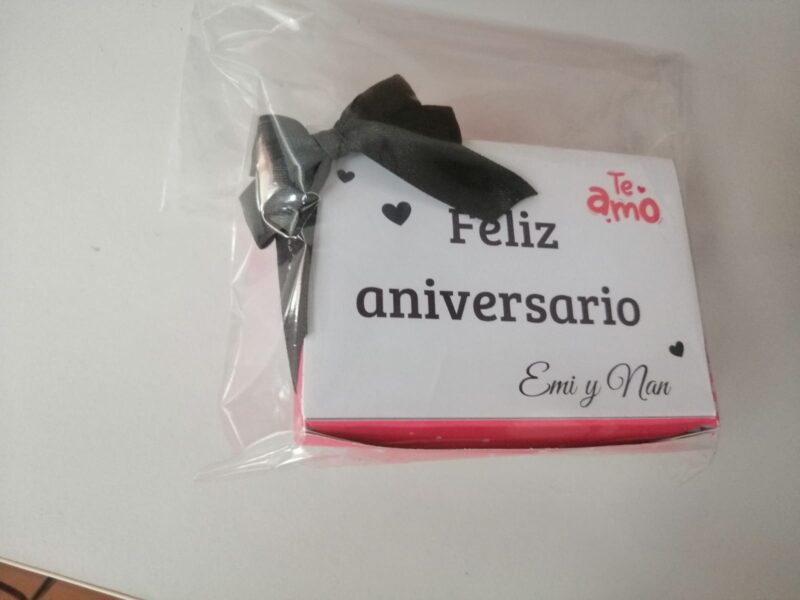 Te
amo
Feliz
aniversario
Emi y Nan